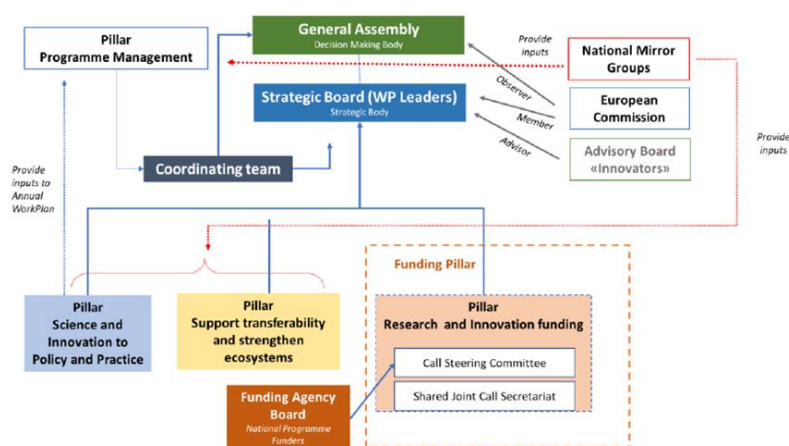 General Assembly
Decision Making Body
Pillar
Programme Management
Provide
inputs
National Mirror
Groups
Observer
Strategic Board (WP Leaders)
Strategic Body
European
Commission
Member
Advisor
Advisory Board
«Innovators»
Provide
inputs
Coordinating team
Provide
inputs to
Annual
WorkPlan
Funding Pillar
Pillar
Science and
Innovation to
Policy and Practice
Pillar
Support transferability
and strengthen
ecosystems
Pillar
Research and Innovation funding
Call Steering Committee
Shared Joint Call Secretariat
Funding Agency
Board
National Programme
Funders